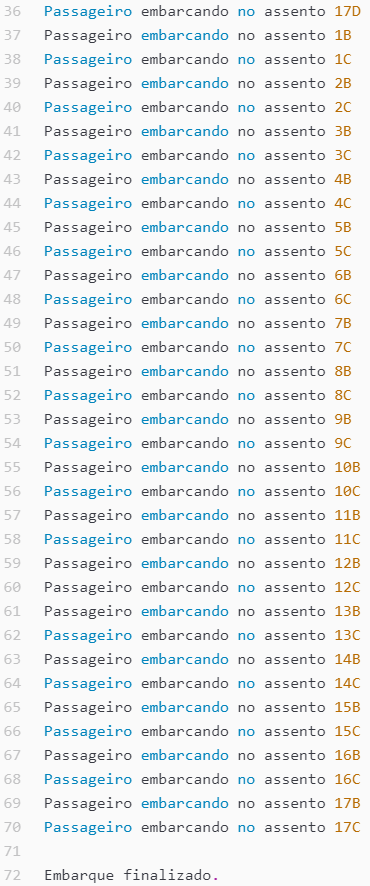 36 Passageiro embarcando no assento 17D
37 Passageiro embarcando no assento 1B
38 Passageiro embarcando no assento 1C
39 Passageiro embarcando no assento 2B
40 Passageiro embarcando no assento 2C
41 Passageiro embarcando no assento 3B
42 Passageiro embarcando no assento 3C
43 Passageiro embarcando no assento 4B
44 Passageiro embarcando no assento 4C
45 Passageiro embarcando no assento 5B
46 Passageiro embarcando no assento 5C
47 Passageiro embarcando no assento 6B
48 Passageiro embarcando no assento 6C
49 Passageiro embarcando no assento 7B
50 Passageiro embarcando no assento 7C
51 Passageiro embarcando no assento 8B
52 Passageiro embarcando no assento 8C
53 Passageiro embarcando no assento 9B
54 Passageiro embarcando no assento 9C
55 Passageiro embarcando no assento 10B
56 Passageiro embarcando no assento 10C
57 Passageiro embarcando no assento 11B
58 Passageiro embarcando no assento 11C
59 Passageiro embarcando no assento 12B
60 Passageiro embarcando no assento 12C
61 Passageiro embarcando no assento 13B
62 Passageiro embarcando no assento 13C
63 Passageiro embarcando no assento 14B
64 Passageiro embarcando no assento 14C
65 Passageiro embarcando no assento 15B
66 Passageiro embarcando no assento 15C
67 Passageiro embarcando no assento 16B
68 Passageiro embarcando no assento 16C
69 Passageiro embarcando no assento 17B
70 Passageiro embarcando no assento 17C
71
72 Embarque finalizado.